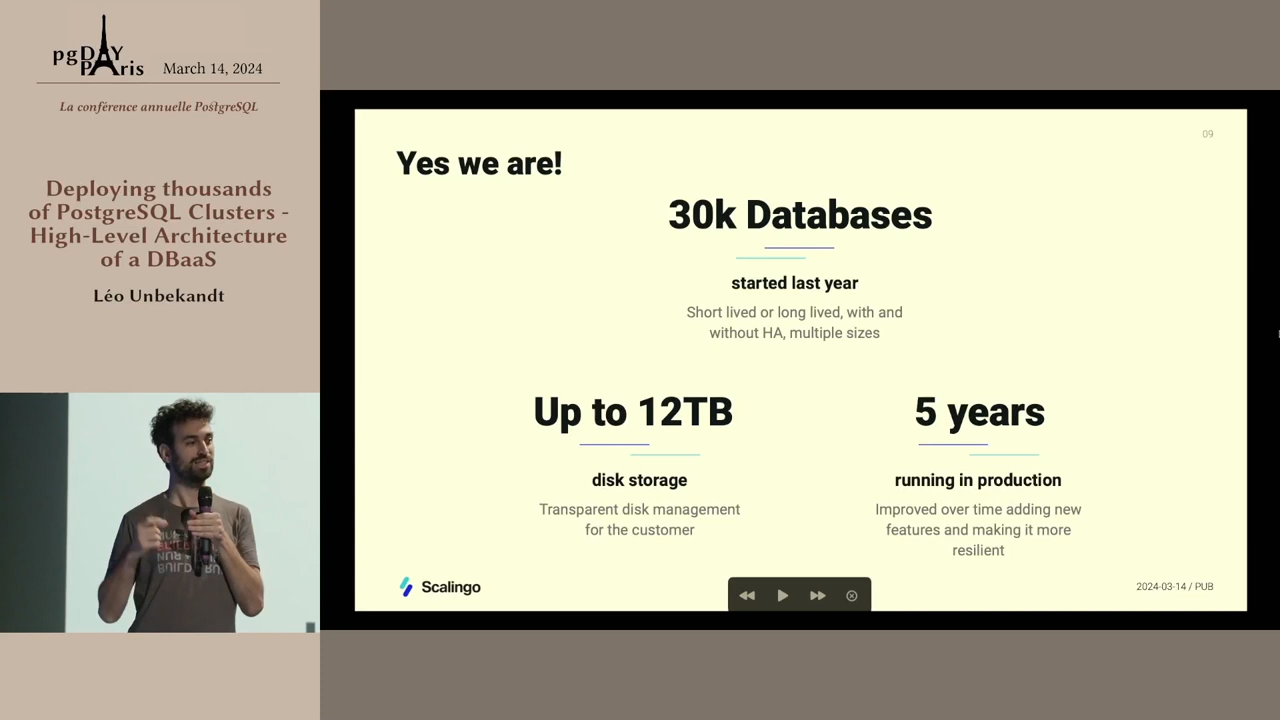 pgDAY
PAris
March 14, 2024
La conférence annuelle PostgreSQL
Deploying thousands
of PostgreSQL Clusters -
High-Level Architecture
of a DBaaS
Léo Unbekandt
09
Yes we are!
30k Databases
started last year
Short lived or long lived, with and
without HA, multiple sizes
Up to 12TB
disk storage
Transparent disk management
for the customer
5 years
running in production
Improved over time adding new
features and making it more
resilient
Scalingo
2024-03-14 / PUB